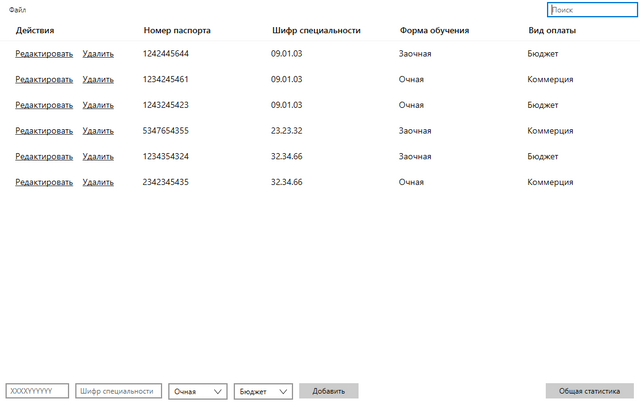 Файл Поиск
Действия Номер паспорта Шифр специальности Форма обучения Вид оплаты
Редактировать Удалить 1242445644 09.01.03 Заочная Бюджет
Редактировать Удалить 1234245461 09.01.03 Очная Коммерция
Редактировать Удалить 1243245423 09.01.03 Очная Бюджет
Редактировать Удалить 5347654355 23.23.32 Заочная Коммерция
Редактировать Удалить 1234354324 32.34.66 Заочная Бюджет
Редактировать Удалить 2342345435 32.34.66 Очная Коммерция
XXXXYYYYYY Шифр специальности Очная Бюджет Добавить Общая статистика